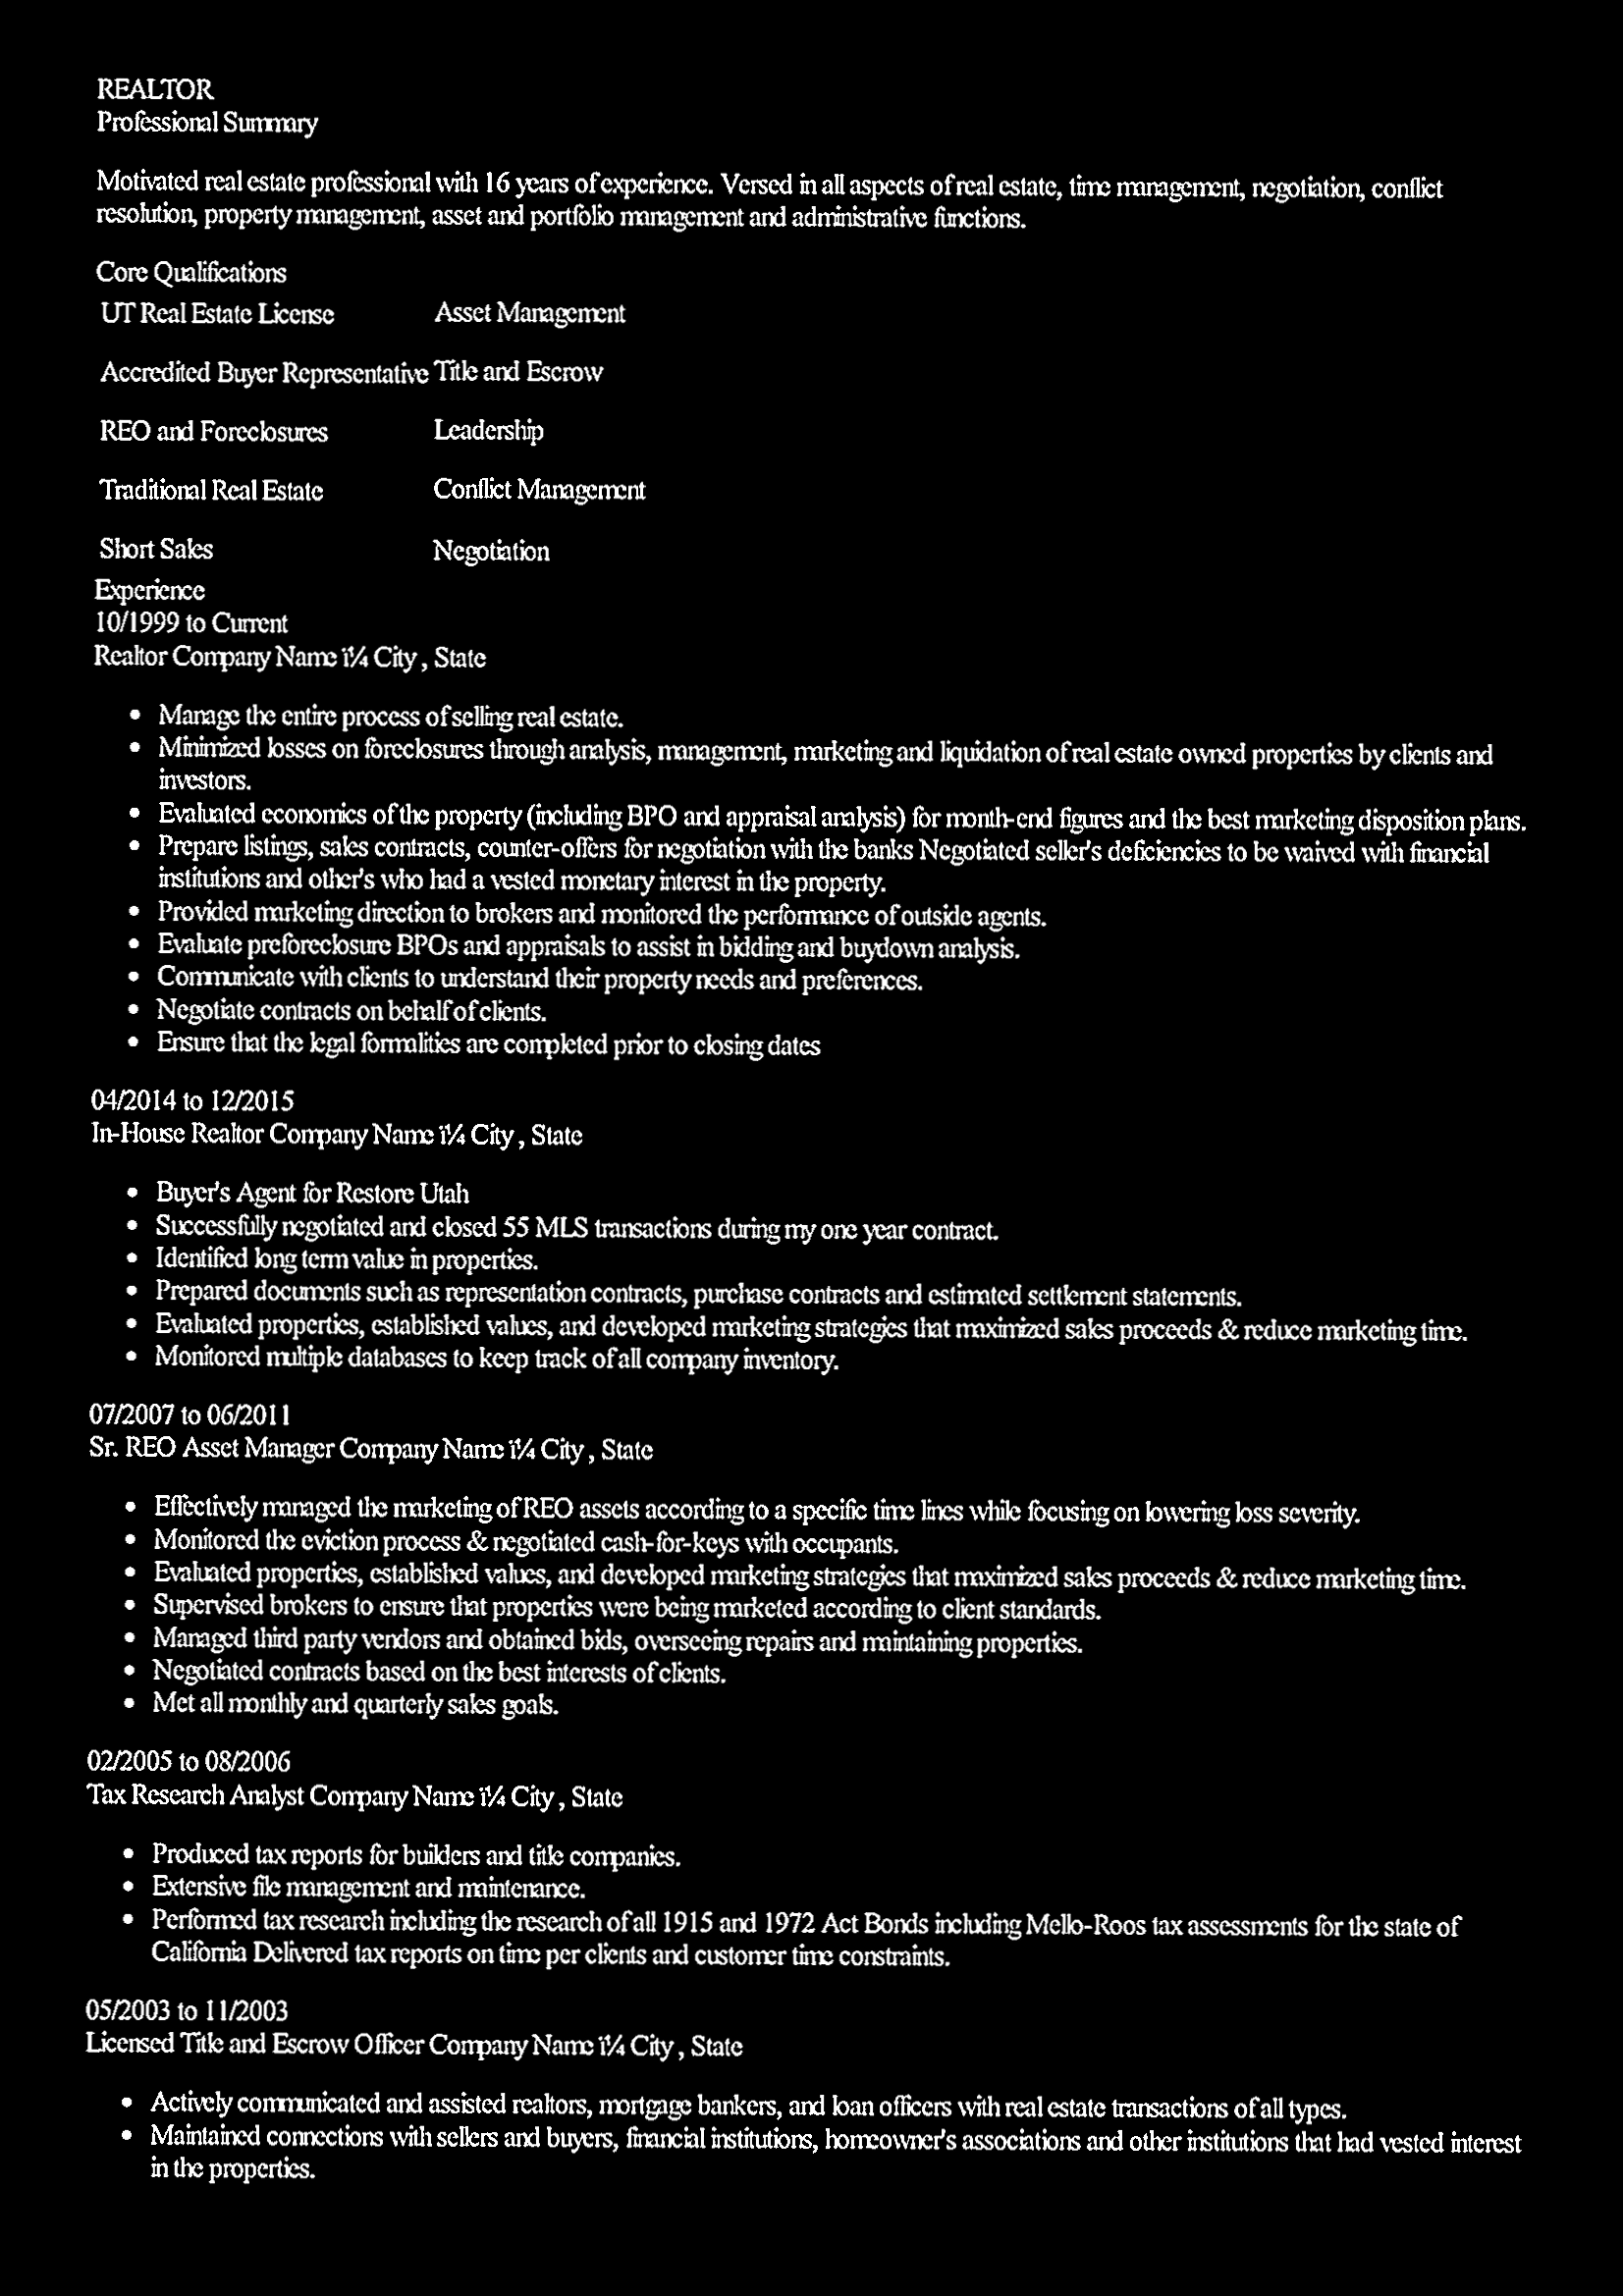 REALTOR
Professional Summary
Motivated real estate professional with 16 years of experience. Versed in all aspects of real estate, time management, negotiation, conflict
resolution, property management, asset and portfolio management and administrative functions.
Core Qualifications
UT Real Estate License Asset Management
Accredited Buyer Representative Title and Escrow
REO and Foreclosures Leadership
Traditional Real Estate Conflict Management
Short Sales Negotiation
Experience
10/1999 to Current
Realtor Company Name ï¼ City , State
• Manage the entire process of selling real estate.
• Minimized losses on foreclosures through analysis, management, marketing and liquidation of real estate owned properties by clients and
investors.
• Evaluated economics of the property (including BPO and appraisal analysis) for month-end figures and the best marketing disposition plans.
• Prepare listings, sales contracts, counter-offers for negotiation with the banks Negotiated seller's deficiencies to be waived with financial
institutions and other's who had a vested monetary interest in the property.
• Provided marketing direction to brokers and monitored the performance of outside agents.
• Evaluate preforeclosure BPOs and appraisals to assist in bidding and buydown analysis.
• Communicate with clients to understand their property needs and preferences.
• Negotiate contracts on behalf of clients.
• Ensure that the legal formalities are completed prior to closing dates
04/2014 to 12/2015
In-House Realtor Company Name ï¼ City , State
• Buyer's Agent for Restore Utah
• Successfully negotiated and closed 55 MLS transactions during my one year contract.
• Identified long term value in properties.
• Prepared documents such as representation contracts, purchase contracts and estimated settlement statements.
• Evaluated properties, established values, and developed marketing strategies that maximized sales proceeds & reduce marketing time.
• Monitored multiple databases to keep track of all company inventory.
07/2007 to 06/2011
Sr. REO Asset Manager Company Name ï¼ City , State
• Effectively managed the marketing of REO assets according to a specific time lines while focusing on lowering loss severity.
• Monitored the eviction process & negotiated cash-for-keys with occupants.
• Evaluated properties, established values, and developed marketing strategies that maximized sales proceeds & reduce marketing time.
• Supervised brokers to ensure that properties were being marketed according to client standards.
• Managed third party vendors and obtained bids, overseeing repairs and maintaining properties.
• Negotiated contracts based on the best interests of clients.
• Met all monthly and quarterly sales goals.
02/2005 to 08/2006
Tax Research Analyst Company Name ï¼ City , State
• Produced tax reports for builders and title companies.
• Extensive file management and maintenance.
• Performed tax research including the research of all 1915 and 1972 Act Bonds including Mello-Roos tax assessments for the state of
California Delivered tax reports on time per clients and customer time constraints.
05/2003 to 11/2003
Licensed Title and Escrow Officer Company Name ï¼ City , State
• Actively communicated and assisted realtors, mortgage bankers, and loan officers with real estate transactions of all types.
• Maintained connections with sellers and buyers, financial institutions, homeowner's associations and other institutions that had vested interest
in the properties.